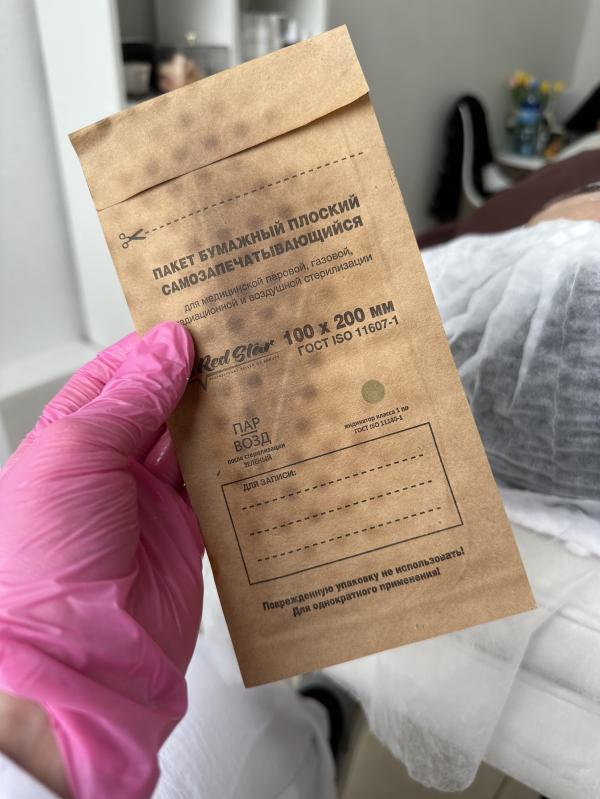 ПАКЕТ БУМАЖНЫЙ ПЛОСКИЙ
САМОЗАПЕЧАТЫВАЮЩИЙСЯ
для медицинской паровой, газовой,
и воздушной стерилизации
Red Star
100 x 200 мм
ГОСТ ISO 11607-1
ПАР
ВОЗД
после стерилизации
ЗЕЛЕНЫЙ
индикатор класса 1 по
ГОСТ ISO 11140-1
ДЛЯ ЗАПИСИ:
Поврежденную упаковку не использовать!
Для однократного применения!